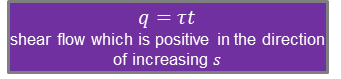 q = τt
shear flow which is positive in the direction
of increasing s